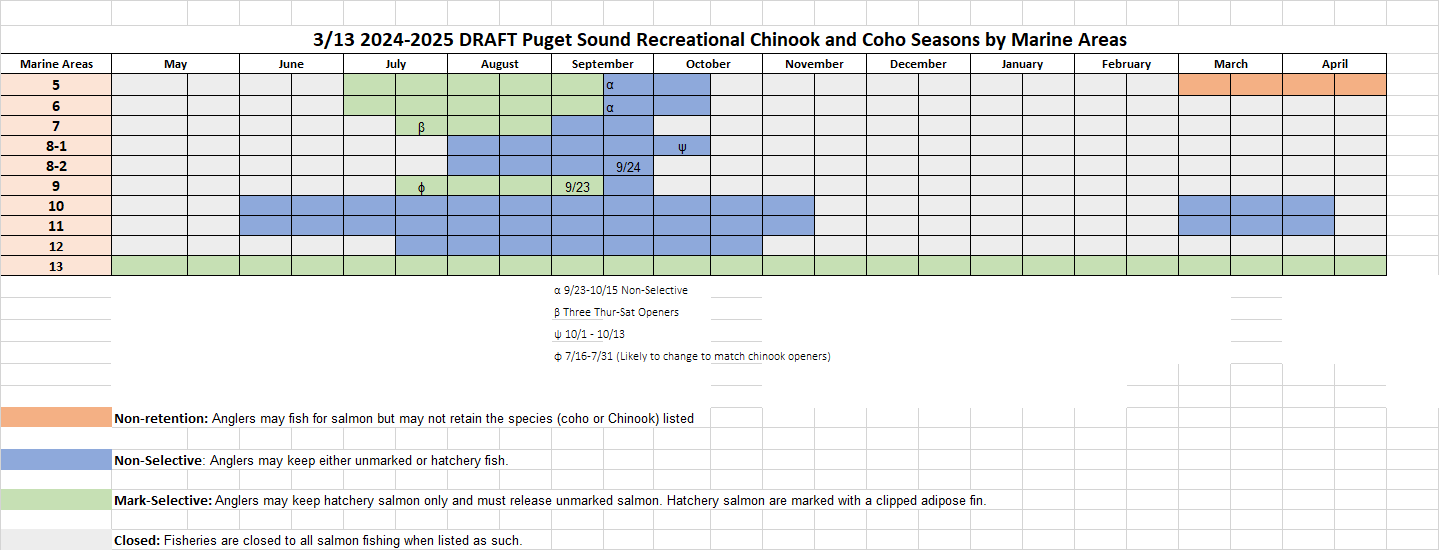 3/13 2024-2025 DRAFT Puget Sound Recreational Chinook and Coho Seasons by Marine Areas
Marine Areas May June July August September October November December January February March April
5 α
6 α
7 β
8-1 ψ
8-2 9/24
9 ϕ 9/23
10
11
12
13
α 9/23-10/15 Non-Selective
β Three Thur-Sat Openers
ψ 10/1 - 10/13
ϕ 7/16-7/31 (Likely to change to match chinook openers)
Non-retention: Anglers may fish for salmon but may not retain the species (coho or Chinook) listed
Non-Selective: Anglers may keep either unmarked or hatchery fish.
Mark-Selective: Anglers may keep hatchery salmon only and must release unmarked salmon. Hatchery salmon are marked with a clipped adipose fin.
Closed: Fisheries are closed to all salmon fishing when listed as such.